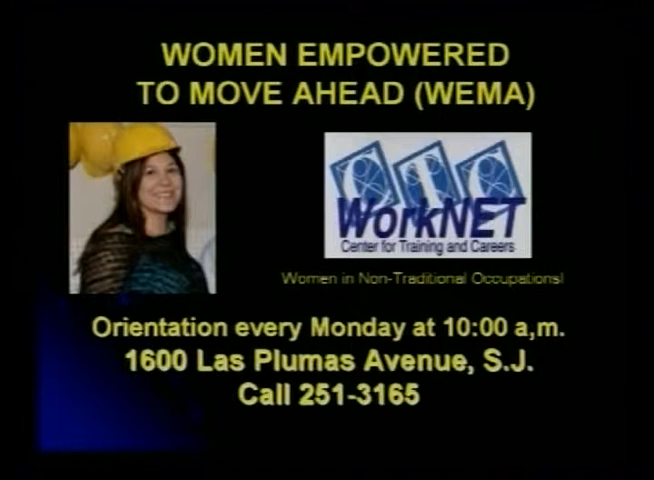 WOMEN EMPOWERED
TO MOVE AHEAD (WEMA)
CTC
WorkNET
Center for Training and Careers
Women in Non-Traditional Occupations!
Orientation every Monday at 10:00 a,m.
1600 Las Plumas Avenue, S.J.
Call 251-3165